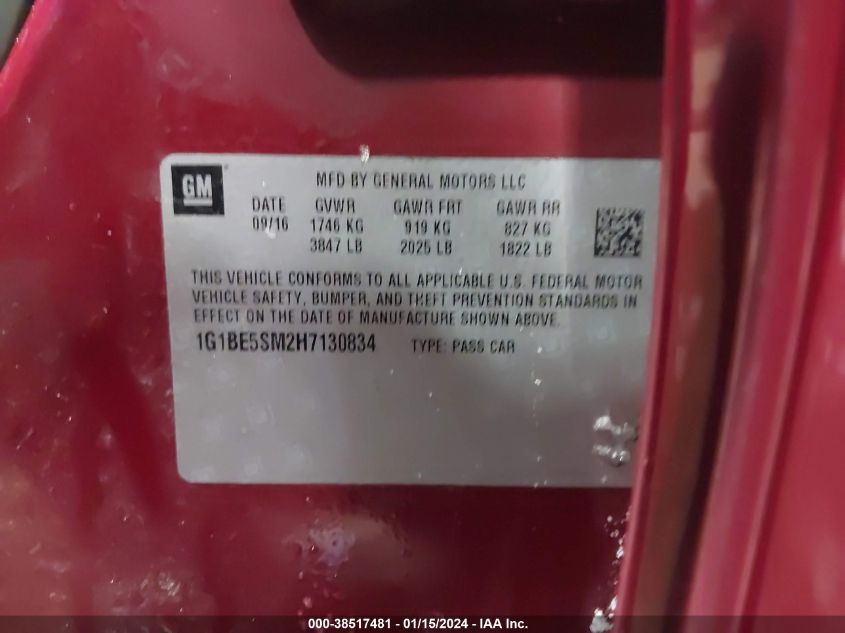 GM
MFD BY GENERAL MOTORS LLC
DATE GVWR GAWR FRT GAWR RR
09/16 1746 KG 919 KG 827 KG
3847 LB 2025 LB 1822 LB
THIS VEHICLE CONFORMS TO ALL APPLICABLE U.S. FEDERAL MOTOR
VEHICLE SAFETY, BUMPER, AND THEFT PREVENTION STANDARDS IN
EFFECT ON THE DATE OF MANUFACTURE SHOWN ABOVE.
1G1BE5SM2H7130834 TYPE: PASS CAR
000-38517481 - 01/15/2024 - IAA Inc.